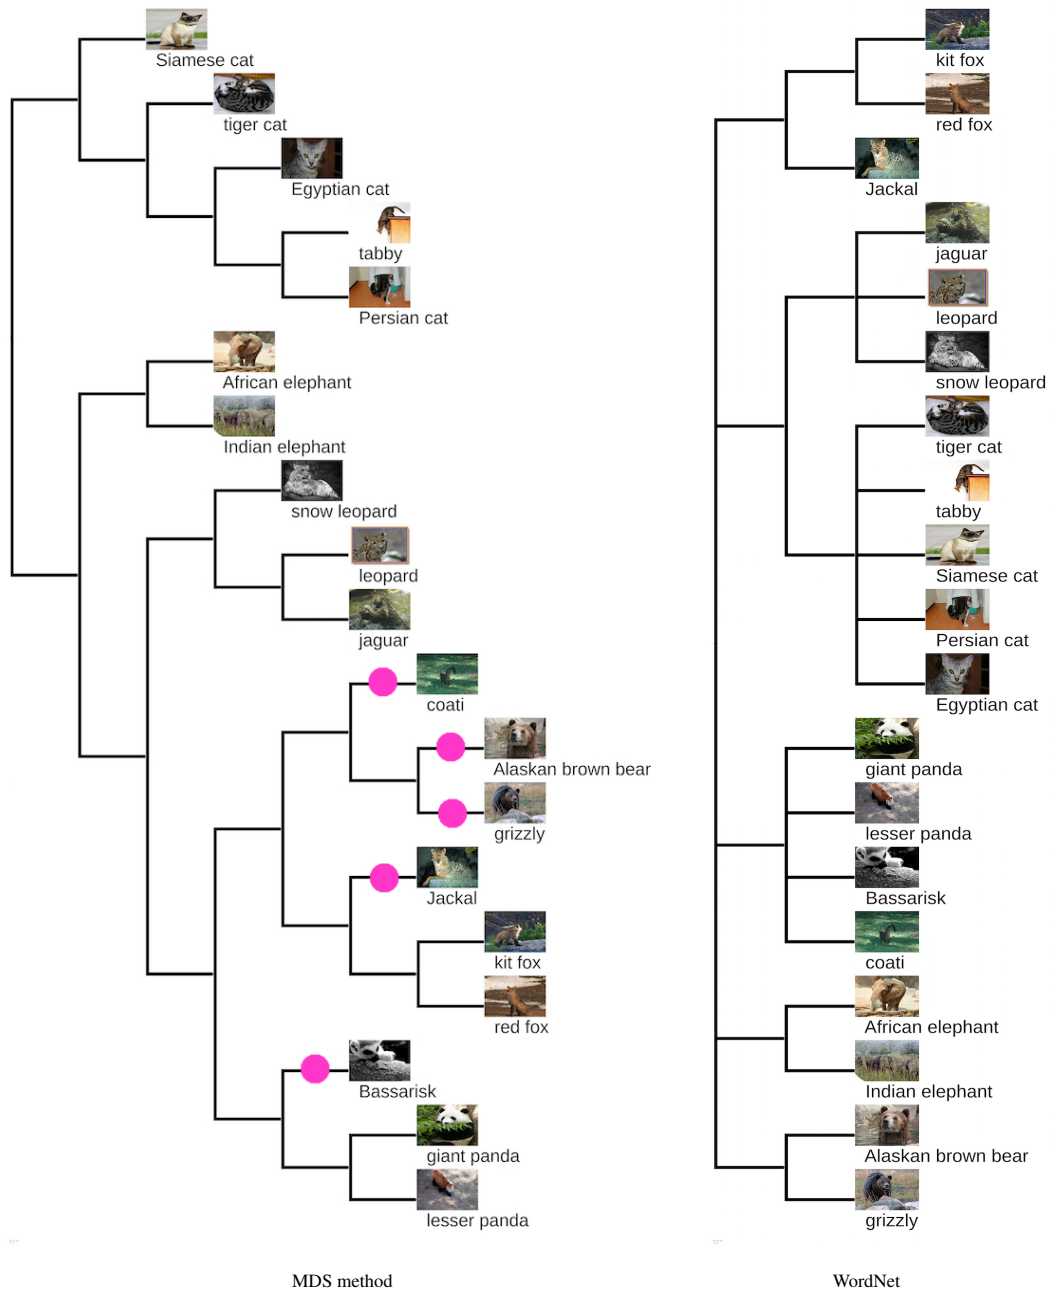 Siamese cat
tiger cat
Egyptian cat
tabby
Persian cat
African elephant
Indian elephant
snow leopard
leopard
jaguar
coati
Alaskan brown bear
grizzly
Jackal
kit fox
red fox
Bassarisk
giant panda
lesser panda
MDS method
kit fox
red fox
Jackal
jaguar
leopard
snow leopard
tiger cat
tabby
Siamese cat
Persian cat
Egyptian cat
giant panda
lesser panda
Bassarisk
coati
African elephant
Indian elephant
Alaskan brown bear
grizzly
WordNet